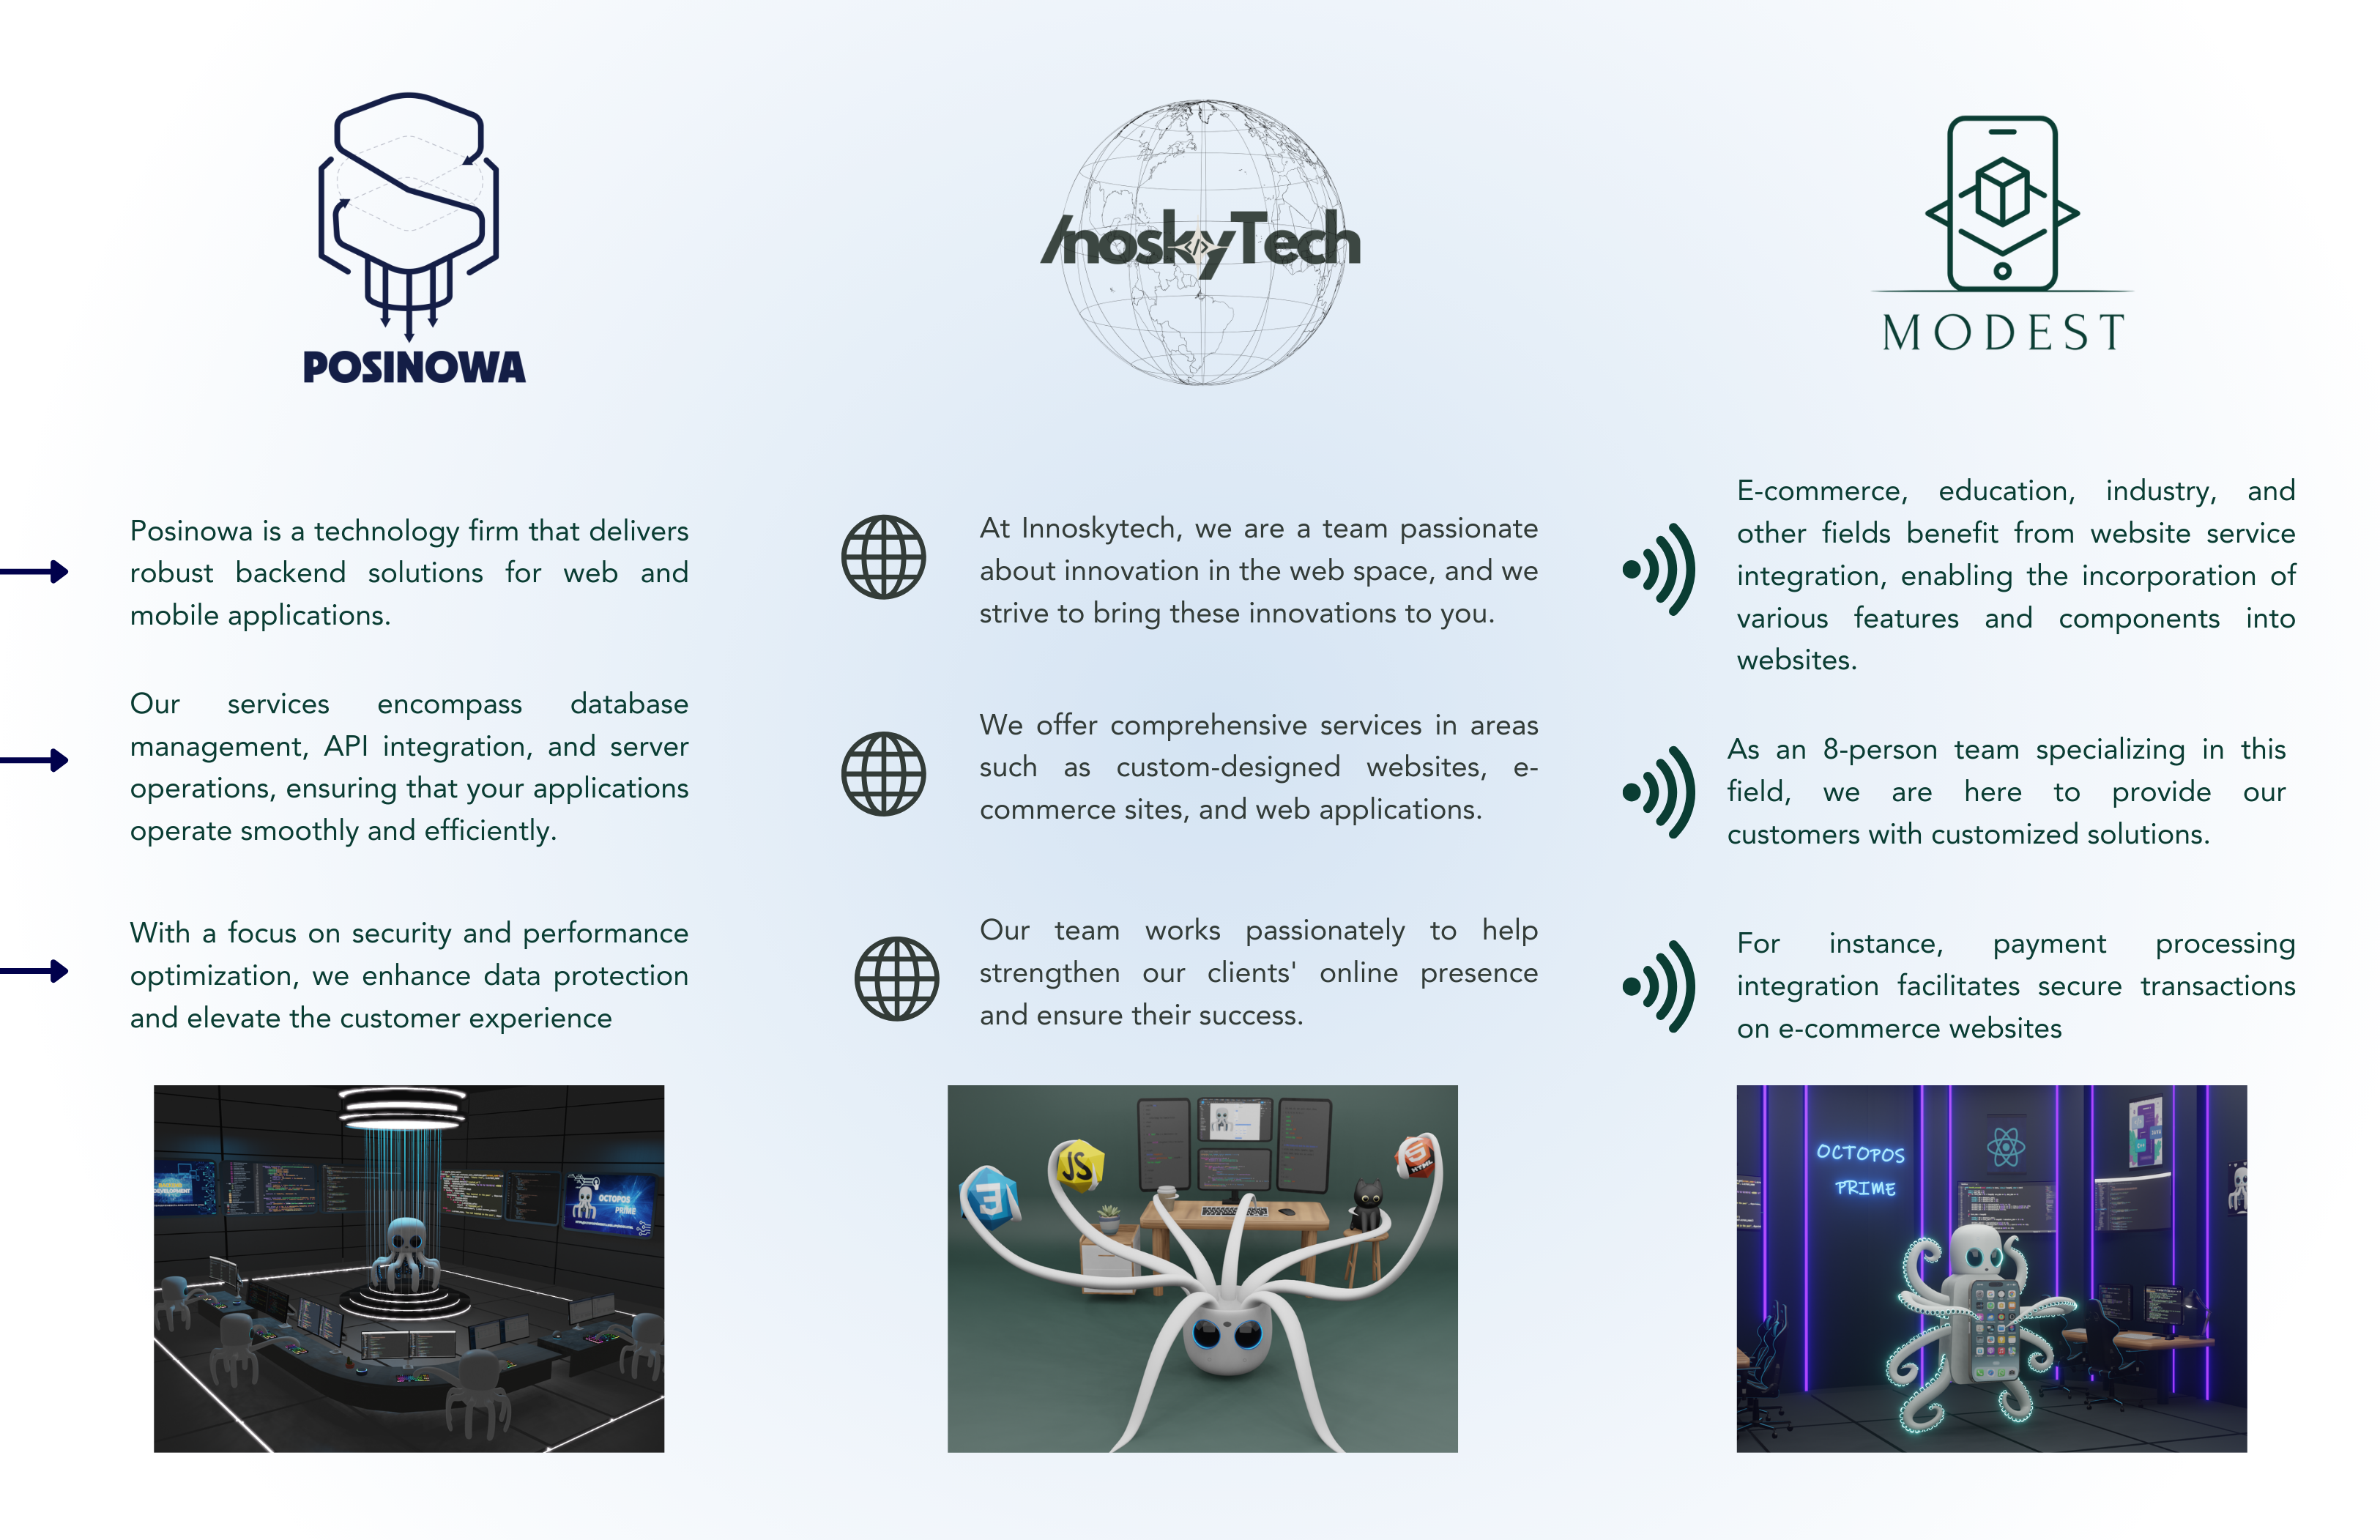 POSINOWA
Posinowa is a technology firm that delivers
robust backend solutions for web and
mobile applications.
Our services encompass database
management, API integration, and server
operations, ensuring that your applications
operate smoothly and efficiently.
With a focus on security and performance
optimization, we enhance data protection
and elevate the customer experience
OCTOPOS
PRIME
/noskyTech
</>
At Innoskytech, we are a team passionate
about innovation in the web space, and we
strive to bring these innovations to you.
We offer comprehensive services in areas
such as custom-designed websites, e-
commerce sites, and web applications.
Our team works passionately to help
strengthen our clients' online presence
and ensure their success.
JS
HTML
MODEST
E-commerce, education, industry, and
other fields benefit from website service
integration, enabling the incorporation of
various features and components into
websites.
As an 8-person team specializing in this
field, we are here to provide our
customers with customized solutions.
For instance, payment processing
integration facilitates secure transactions
on e-commerce websites
OCTOPOS
PRIME